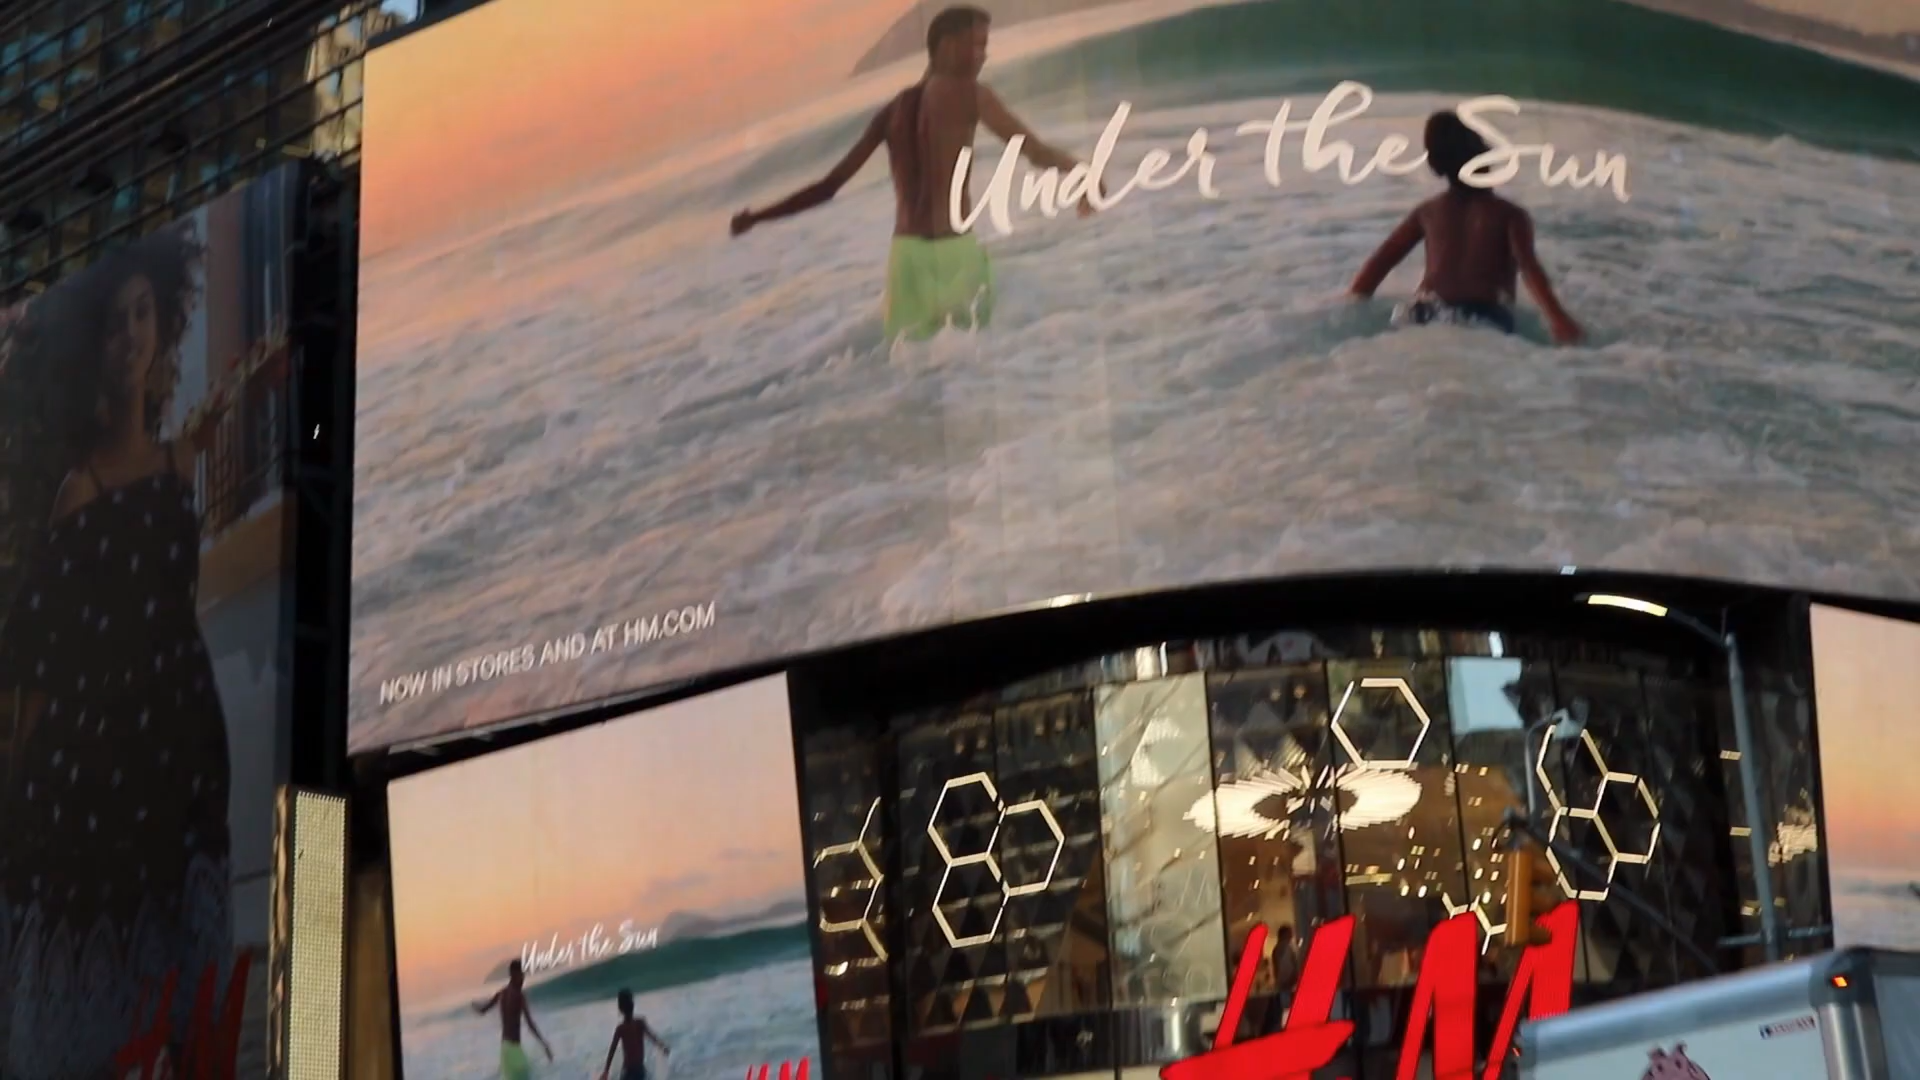 Under the Sun
NOW IN STORES AND AT HM.COM
Under the Sun
H&M
H&M
H&M